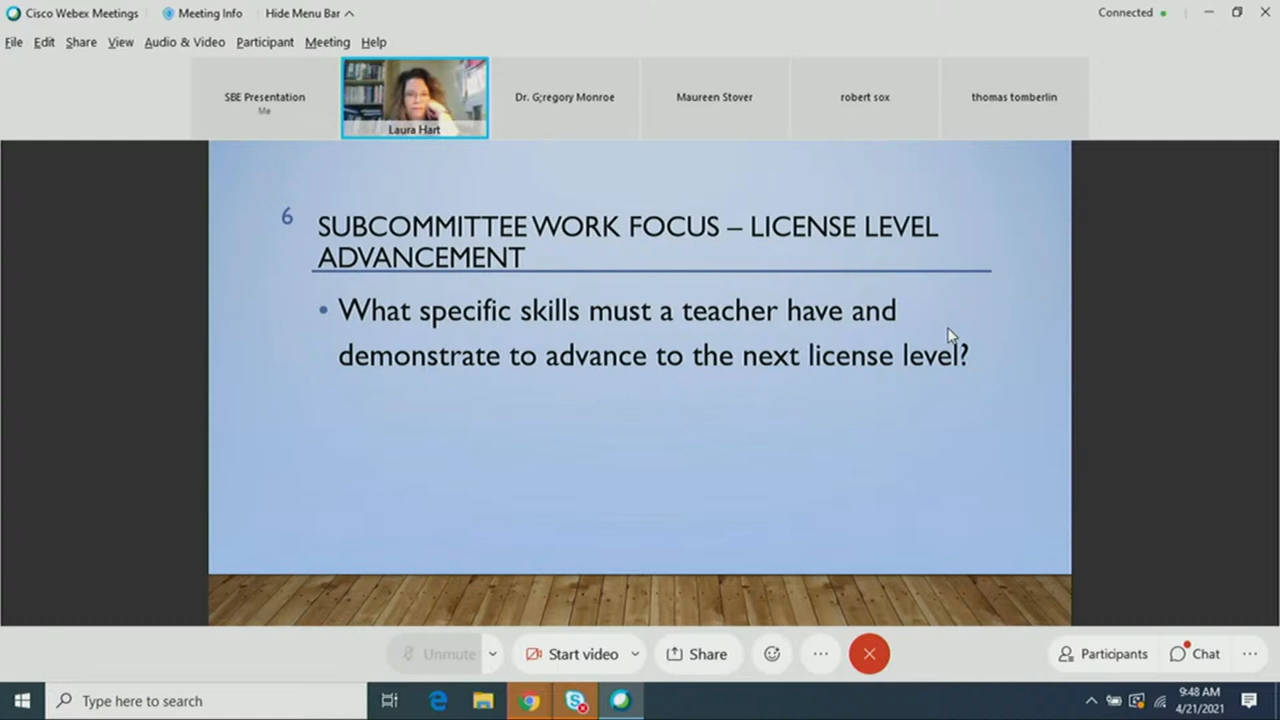 Cisco Webex Meetings
Meeting Info
Hide Menu Bar
Connected
File Edit Share View Audio & Video Participant Meeting Help
SBE Presentation
Me
Laura Hart
Dr. G;regory Monroe
Maureen Stover
robert sox
thomas tomberlin
6
SUBCOMMITTEE WORK FOCUS – LICENSE LEVEL
ADVANCEMENT
• What specific skills must a teacher have and
demonstrate to advance to the next license level?
Unmute
Start video
Share
Participants
Chat
Type here to search
9:48 AM
4/21/2021